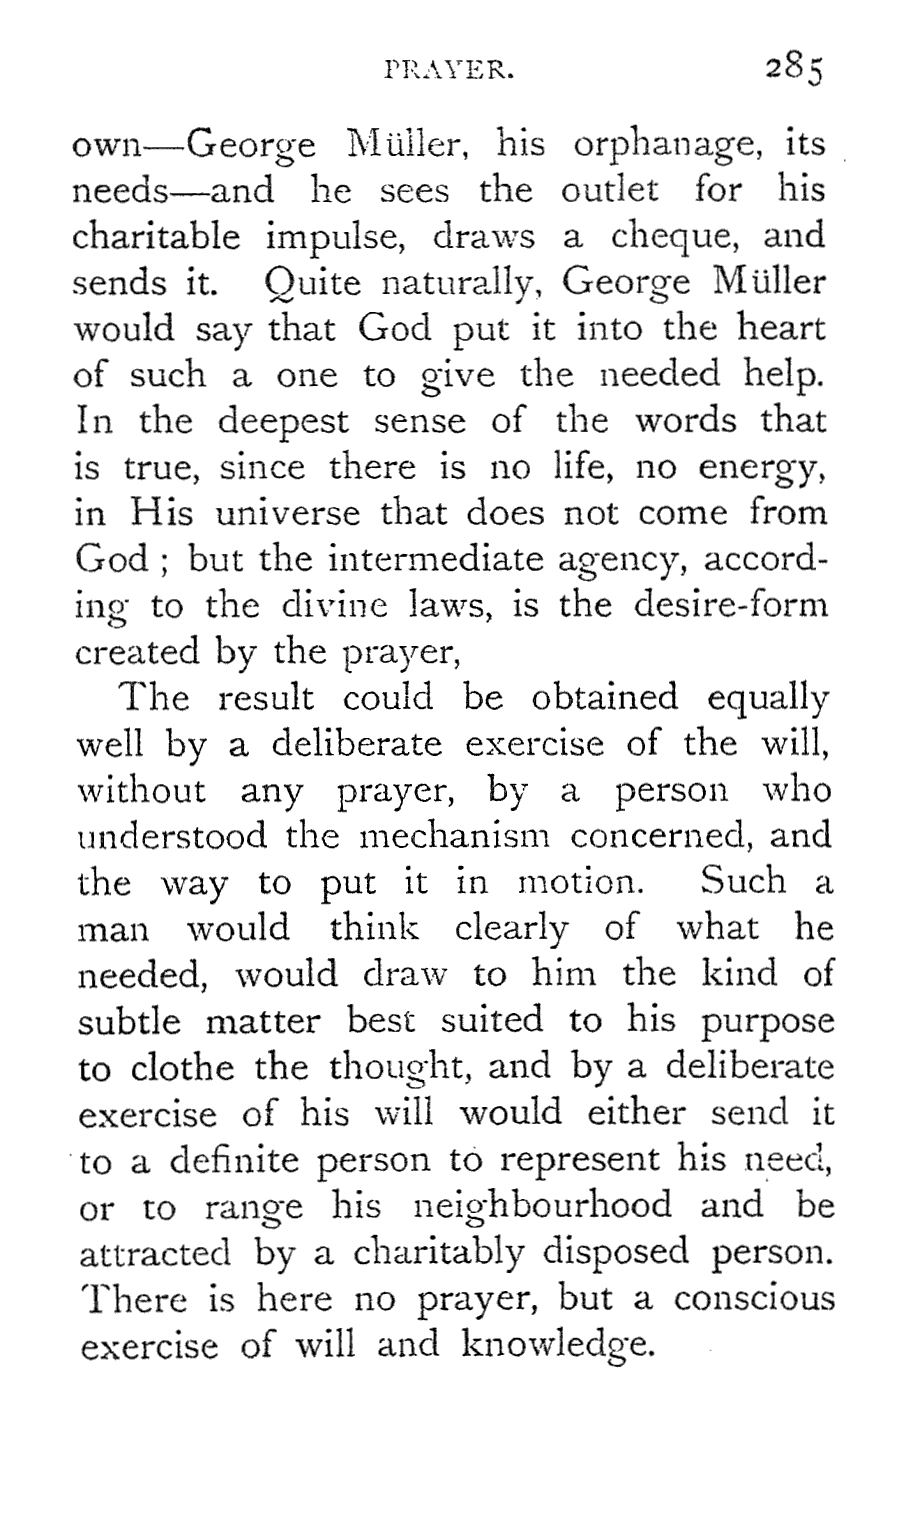 PRAYER. 285
own—George Müller, his orphanage, its
needs—and he sees the outlet for his
charitable impulse, draws a cheque, and
sends it. Quite naturally, George Müller
would say that God put it into the heart
of such a one to give the needed help.
In the deepest sense of the words that
is true, since there is no life, no energy,
in His universe that does not come from
God ; but the intermediate agency, accord-
ing to the divine laws, is the desire-form
created by the prayer,
The result could be obtained equally
well by a deliberate exercise of the will,
without any prayer, by a person who
understood the mechanism concerned, and
the way to put it in motion. Such a
man would think clearly of what he
needed, would draw to him the kind of
subtle matter best suited to his purpose
to clothe the thought, and by a deliberate
exercise of his will would either send it
to a definite person to represent his need,
or to range his neighbourhood and be
attracted by a charitably disposed person.
There is here no prayer, but a conscious
exercise of will and knowledge.